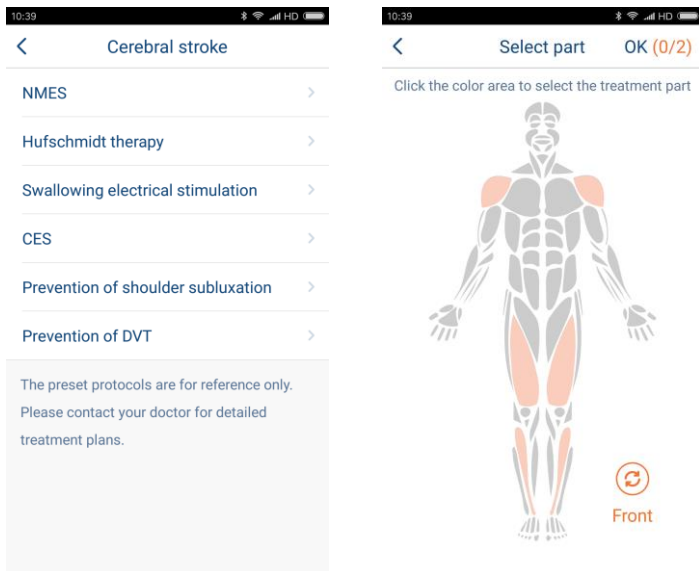 10:39
HD
Cerebral stroke
NMES
Hufschmidt therapy
Swallowing electrical stimulation
CES
Prevention of shoulder subluxation
Prevention of DVT
The preset protocols are for reference only.
Please contact your doctor for detailed
treatment plans.
10:39
HD
Select part OK (0/2)
Click the color area to select the treatment part
Front